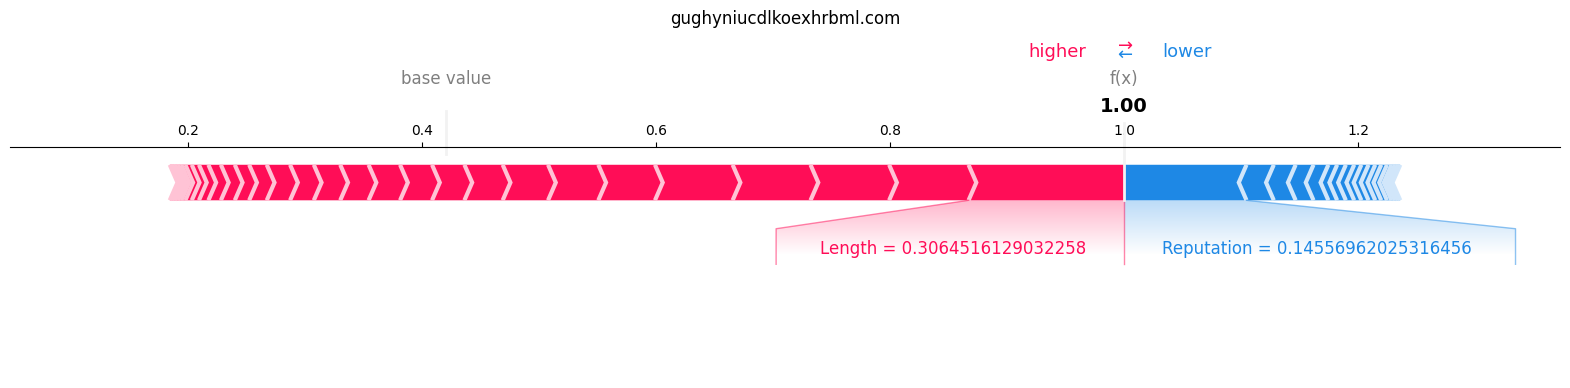 gughyniucdlkoexhrbml.com
higher ⇄ lower
base value f(x)
1.00
0.2 0.4 0.6 0.8 1.0 1.2
Length = 0.3064516129032258 Reputation = 0.14556962025316456